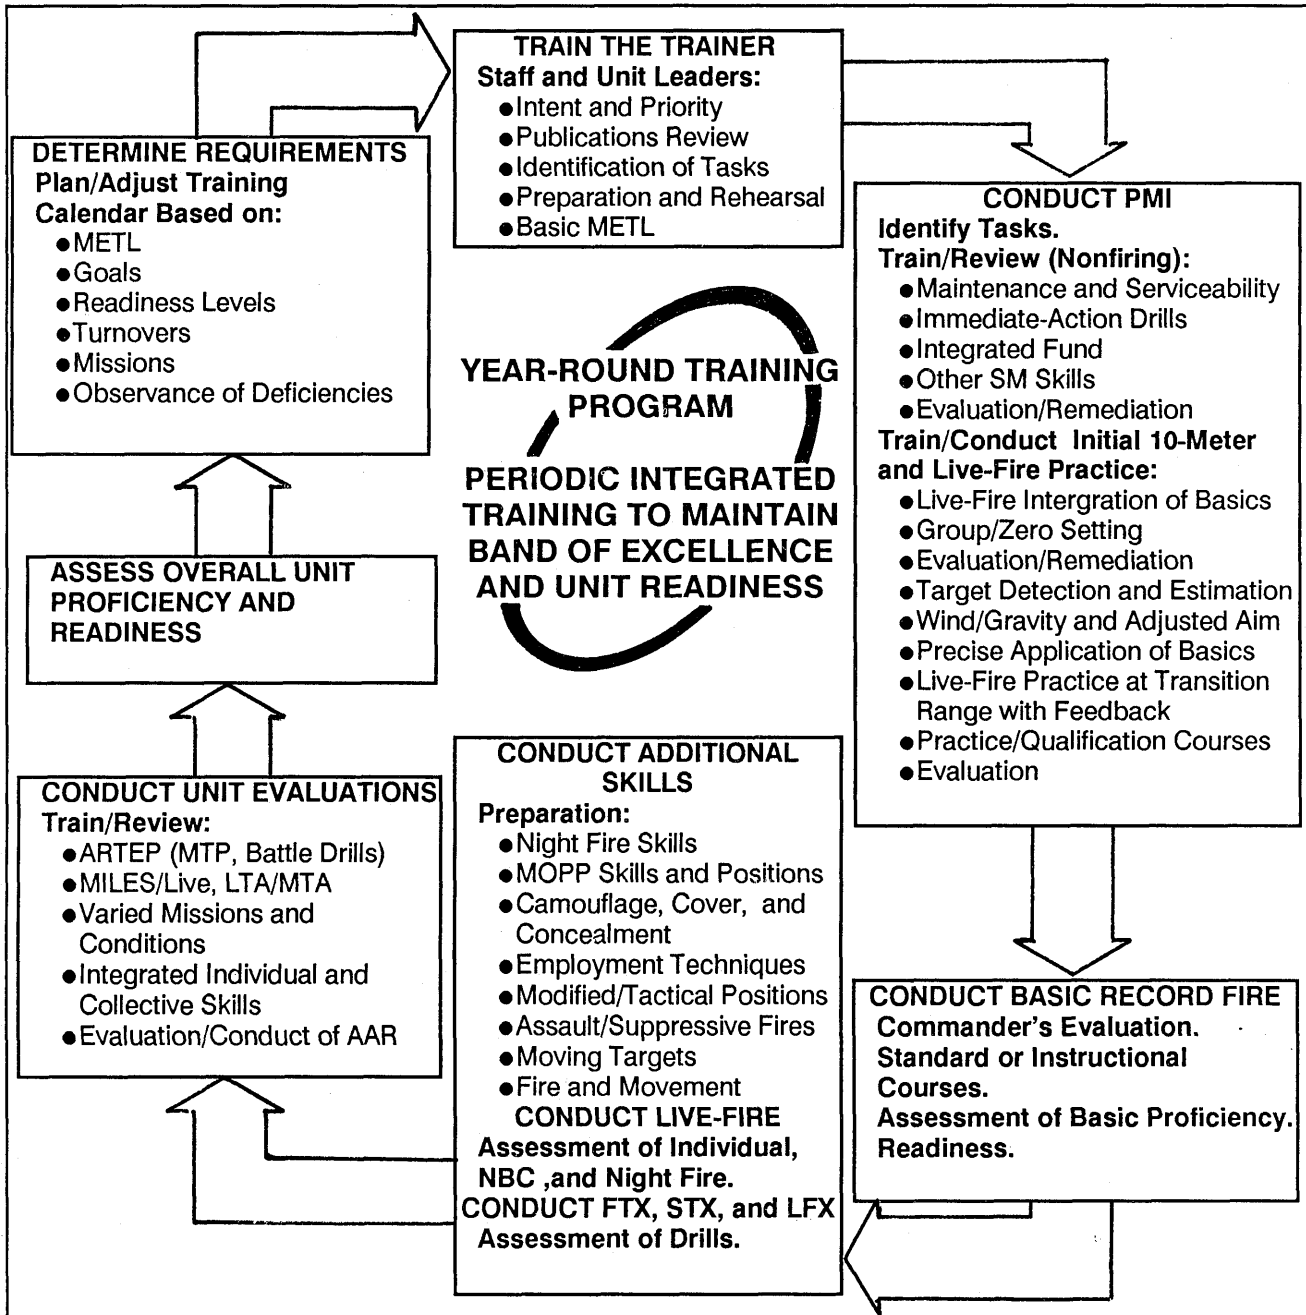 TRAIN THE TRAINER
Staff and Unit Leaders:
●Intent and Priority
●Publications Review
●Identification of Tasks
●Preparation and Rehearsal
●Basic METL
DETERMINE REQUIREMENTS
Plan/Adjust Training
Calendar Based on:
●METL
●Goals
●Readiness Levels
●Turnovers
●Missions
●Observance of Deficiencies
CONDUCT PMI
Identify Tasks.
Train/Review (Nonfiring):
●Maintenance and Serviceability
●Immediate-Action Drills
●Integrated Fund
●Other SM Skills
●Evaluation/Remediation
Train/Conduct Initial 10-Meter
and Live-Fire Practice:
●Live-Fire Intergration of Basics
●Group/Zero Setting
●Evaluation/Remediation
●Target Detection and Estimation
●Wind/Gravity and Adjusted Aim
●Precise Application of Basics
●Live-Fire Practice at Transition
Range with Feedback
●Practice/Qualification Courses
●Evaluation
YEAR-ROUND TRAINING
PROGRAM
PERIODIC INTEGRATED
TRAINING TO MAINTAIN
BAND OF EXCELLENCE
AND UNIT READINESS
ASSESS OVERALL UNIT
PROFICIENCY AND
READINESS
CONDUCT UNIT EVALUATIONS
Train/Review:
●ARTEP (MTP, Battle Drills)
●MILES/Live, LTA/MTA
●Varied Missions and
Conditions
●Integrated Individual and
Collective Skills
●Evaluation/Conduct of AAR
CONDUCT ADDITIONAL
SKILLS
Preparation:
●Night Fire Skills
●MOPP Skills and Positions
●Camouflage, Cover, and
Concealment
●Employment Techniques
●Modified/Tactical Positions
●Assault/Suppressive Fires
●Moving Targets
●Fire and Movement
CONDUCT LIVE-FIRE
Assessment of Individual,
NBC ,and Night Fire.
CONDUCT FTX, STX, and LFX
Assessment of Drills.
CONDUCT BASIC RECORD FIRE
Commander's Evaluation.
Standard or Instructional
Courses.
Assessment of Basic Proficiency.
Readiness.